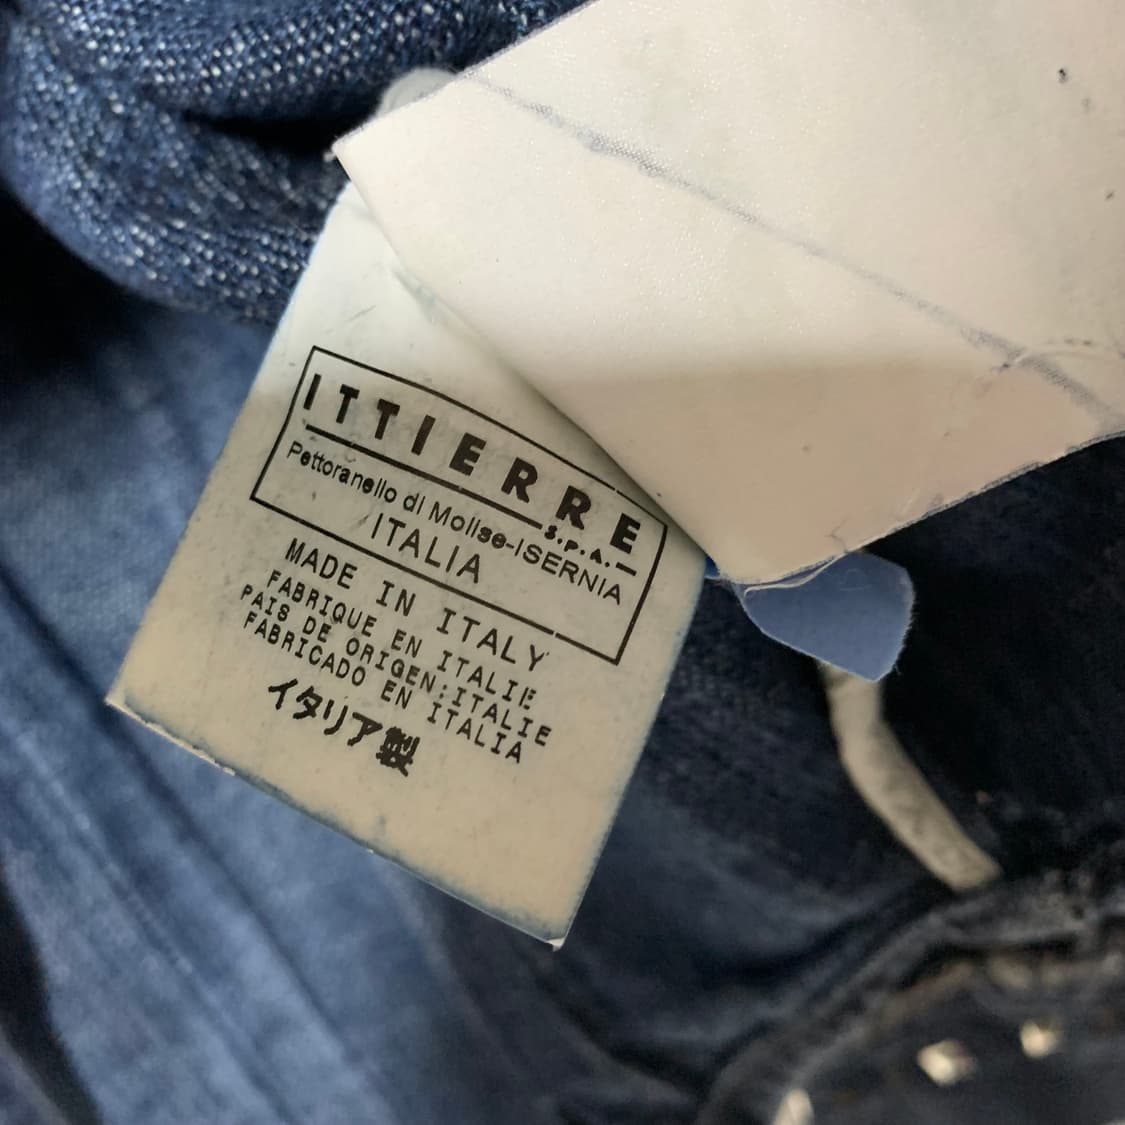 ITTIERRE
S.P.A.
Pettoranello di Molise-ISERNIA
ITALIA
MADE IN ITALY
FABRIQUE EN ITALIE
PAIS DE ORIGEN:ITALIE
FABRICADO EN ITALIA
イタリア製